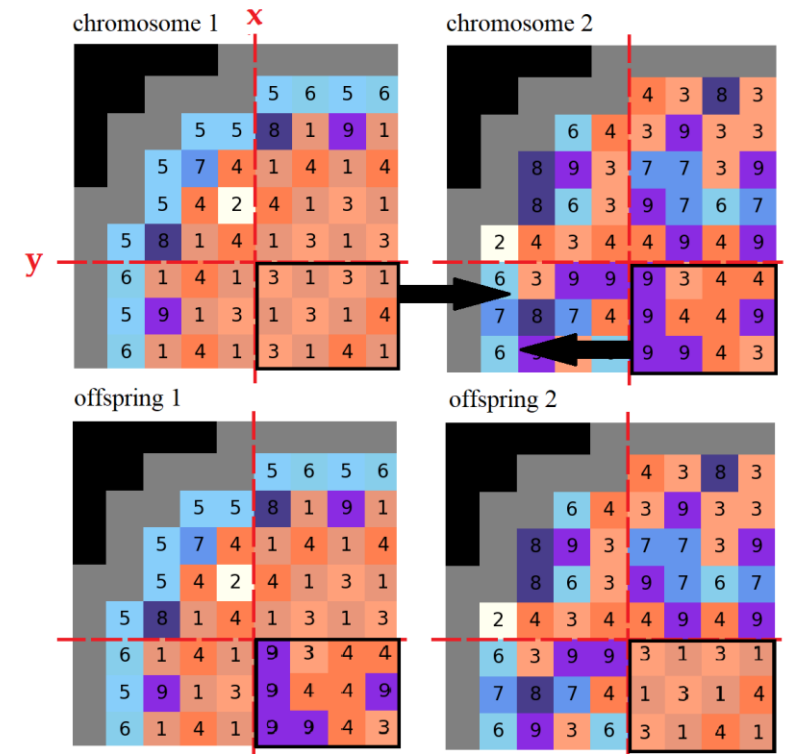 chromosome 1
x
5 6 5 6
5 5 8 1 9 1
5 7 4 1 4 1 4
5 4 2 4 1 3 1
5 8 1 4 1 3 1 3
y
6 1 4 1 3 1 3 1
5 9 1 3 1 3 1 4
6 1 4 1 3 1 4 1
chromosome 2
4 3 8 3
6 4 3 9 3 3
8 9 3 7 7 3 9
8 6 3 9 7 6 7
2 4 3 4 4 9 4 9
6 3 9 9 9 3 4 4
7 8 7 4 9 4 4 9
6 9 9 4 3
offspring 1
5 6 5 6
5 5 8 1 9 1
5 7 4 1 4 1 4
5 4 2 4 1 3 1
5 8 1 4 1 3 1 3
6 1 4 1 9 3 4 4
5 9 1 3 9 4 4 9
6 1 4 1 9 9 4 3
offspring 2
4 3 8 3
6 4 3 9 3 3
8 9 3 7 7 3 9
8 6 3 9 7 6 7
2 4 3 4 4 9 4 9
6 3 9 9 3 1 3 1
7 8 7 4 1 3 1 4
6 9 3 6 3 1 4 1